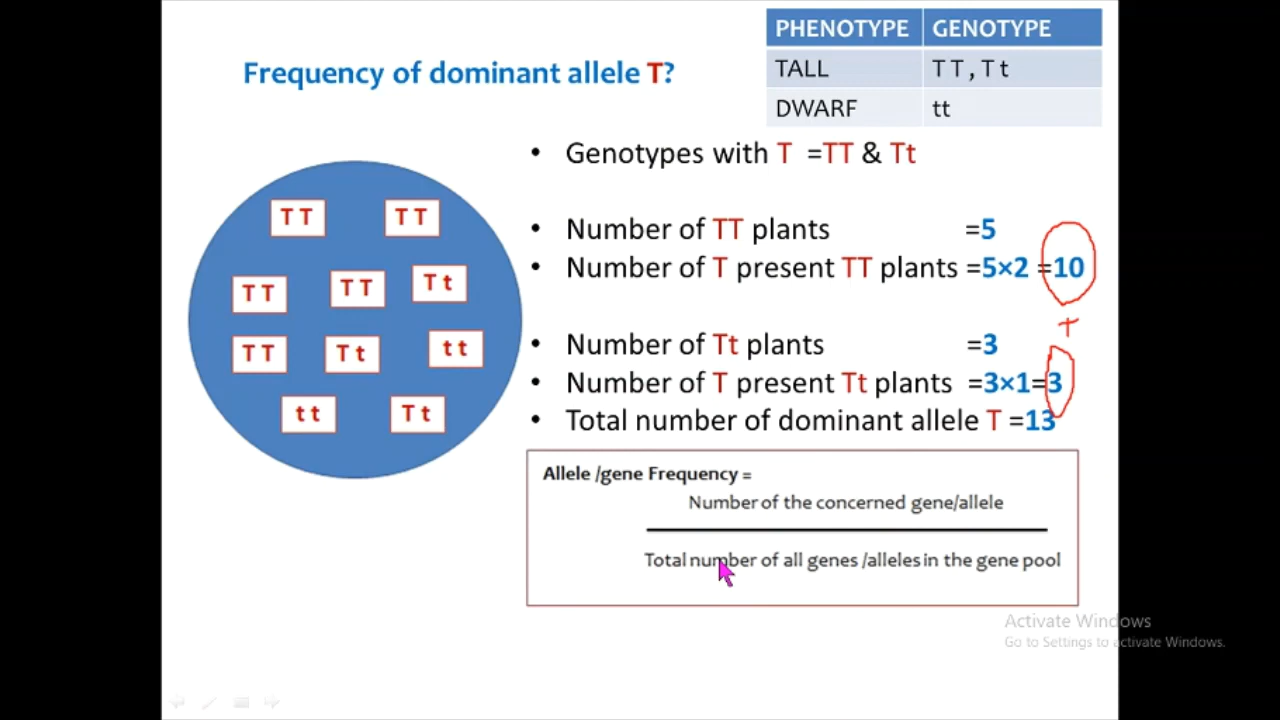 Frequency of dominant allele T?
PHENOTYPE GENOTYPE
TALL T T , T t
DWARF tt
• Genotypes with T =TT & Tt
• Number of TT plants =5
• Number of T present TT plants =5×2 =10
+
• Number of Tt plants =3
• Number of T present Tt plants =3×1=3
• Total number of dominant allele T =13
T T T T
T T T T T t
T T T t t t
t t T t
Allele /gene Frequency =
Number of the concerned gene/allele
Total number of all genes /alleles in the gene pool
Activate Windows
Go to Settings to activate Windows.